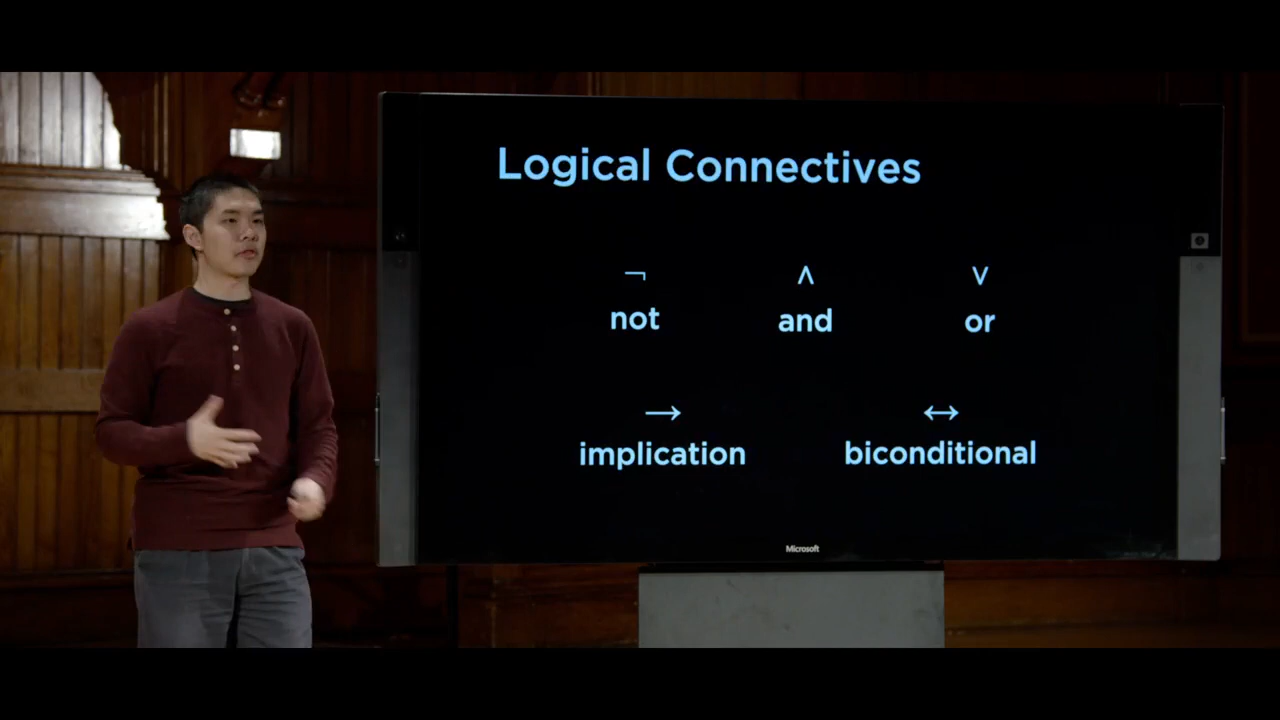 Logical Connectives
¬ ∧ ∨
not and or
→ ↔
implication biconditional
Microsoft